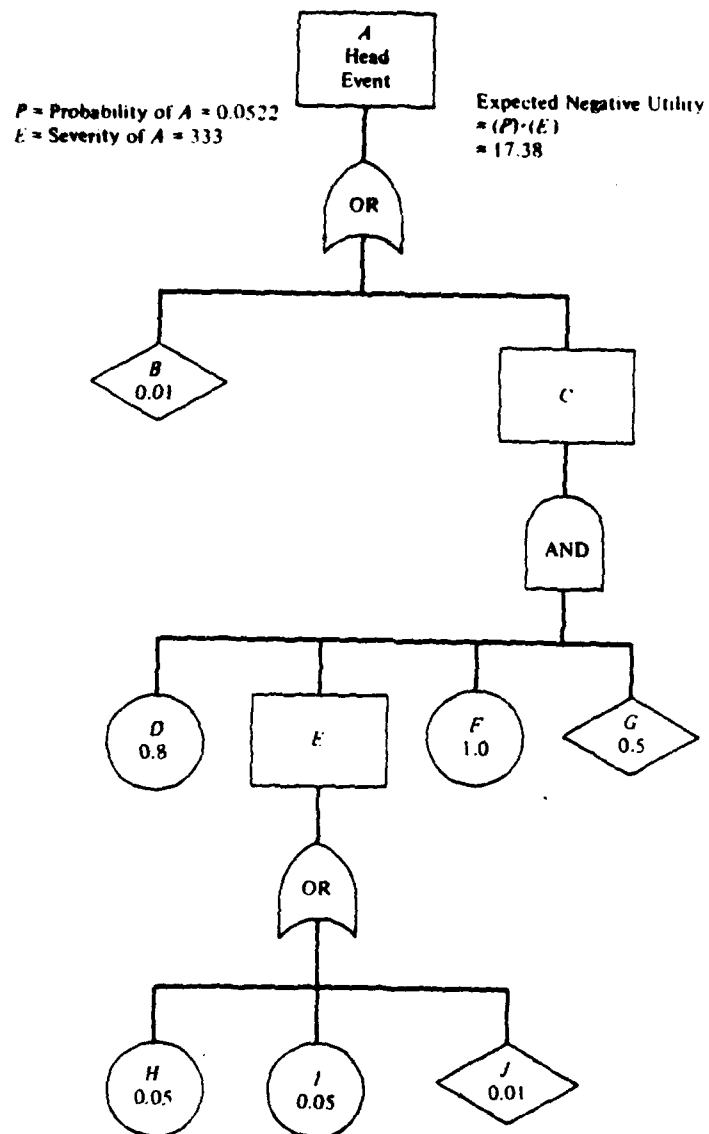 A
Head
Event
P = Probability of A = 0.0522
E = Severity of A = 333
Expected Negative Utility
= (P)·(E)
= 17.38
OR
B
0.01
C
AND
D
0.8
E
F
1.0
G
0.5
OR
H
0.05
I
0.05
J
0.01